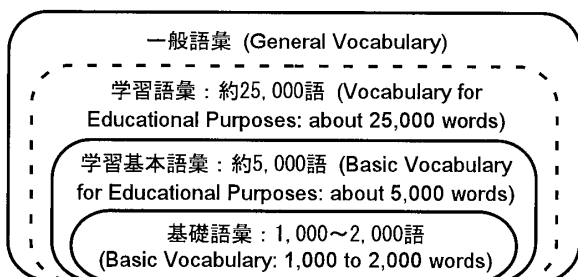 一般語彙 (General Vocabulary)
学習語彙：約25,000語 (Vocabulary for
Educational Purposes: about 25,000 words)
学習基本語彙：約5,000語 (Basic Vocabulary
for Educational Purposes: about 5,000 words)
基礎語彙：1,000～2,000語
(Basic Vocabulary: 1,000 to 2,000 words)